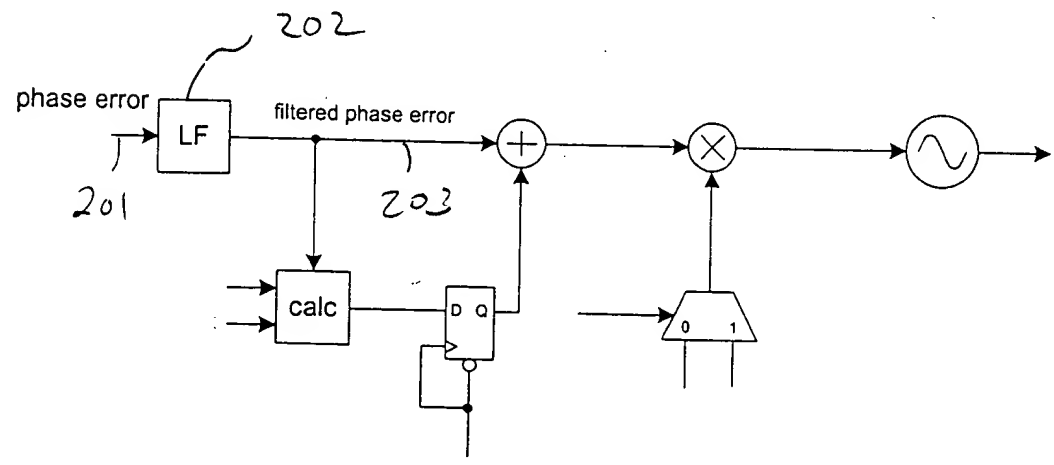 202
phase error
LF
filtered phase error
201
203
calc
D Q
0 1